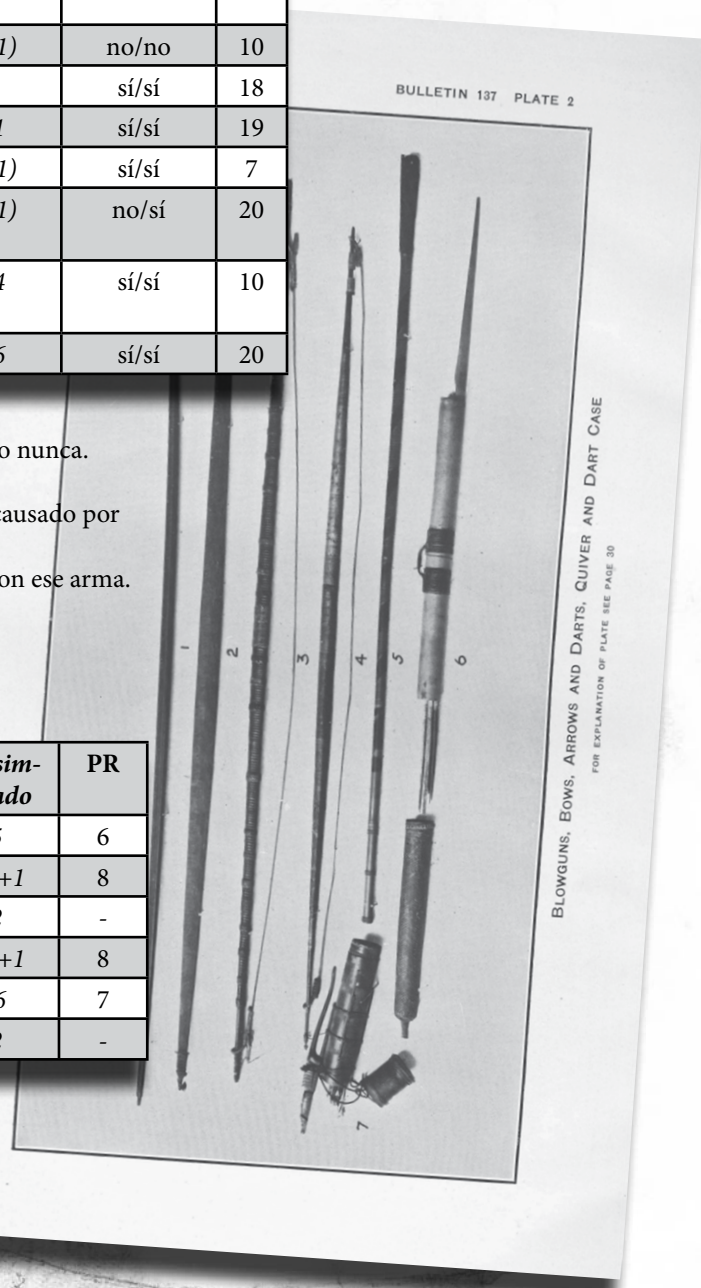 1) no/no 10
sí/sí 18
1 sí/sí 19
1) sí/sí 7
1) no/sí 20
4 sí/sí 10
6 sí/sí 20
o nunca.
causado por
on ese arma.
sim-
ado PR
6
+1 8
2 -
+1 8
6 7
2 -
BULLETIN 137 PLATE 2
1
2
3
4
5
6
7
BLOWGUNS, BOWS, ARROWS AND DARTS, QUIVER AND DART CASE
FOR EXPLANATION OF PLATE SEE PAGE 30